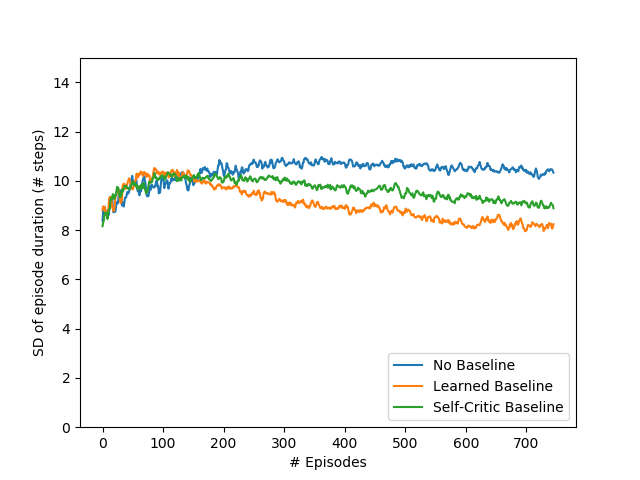 14
12
10
8
6
4
2
0
SD of episode duration (# steps)
0 100 200 300 400 500 600 700
# Episodes
No Baseline
Learned Baseline
Self-Critic Baseline